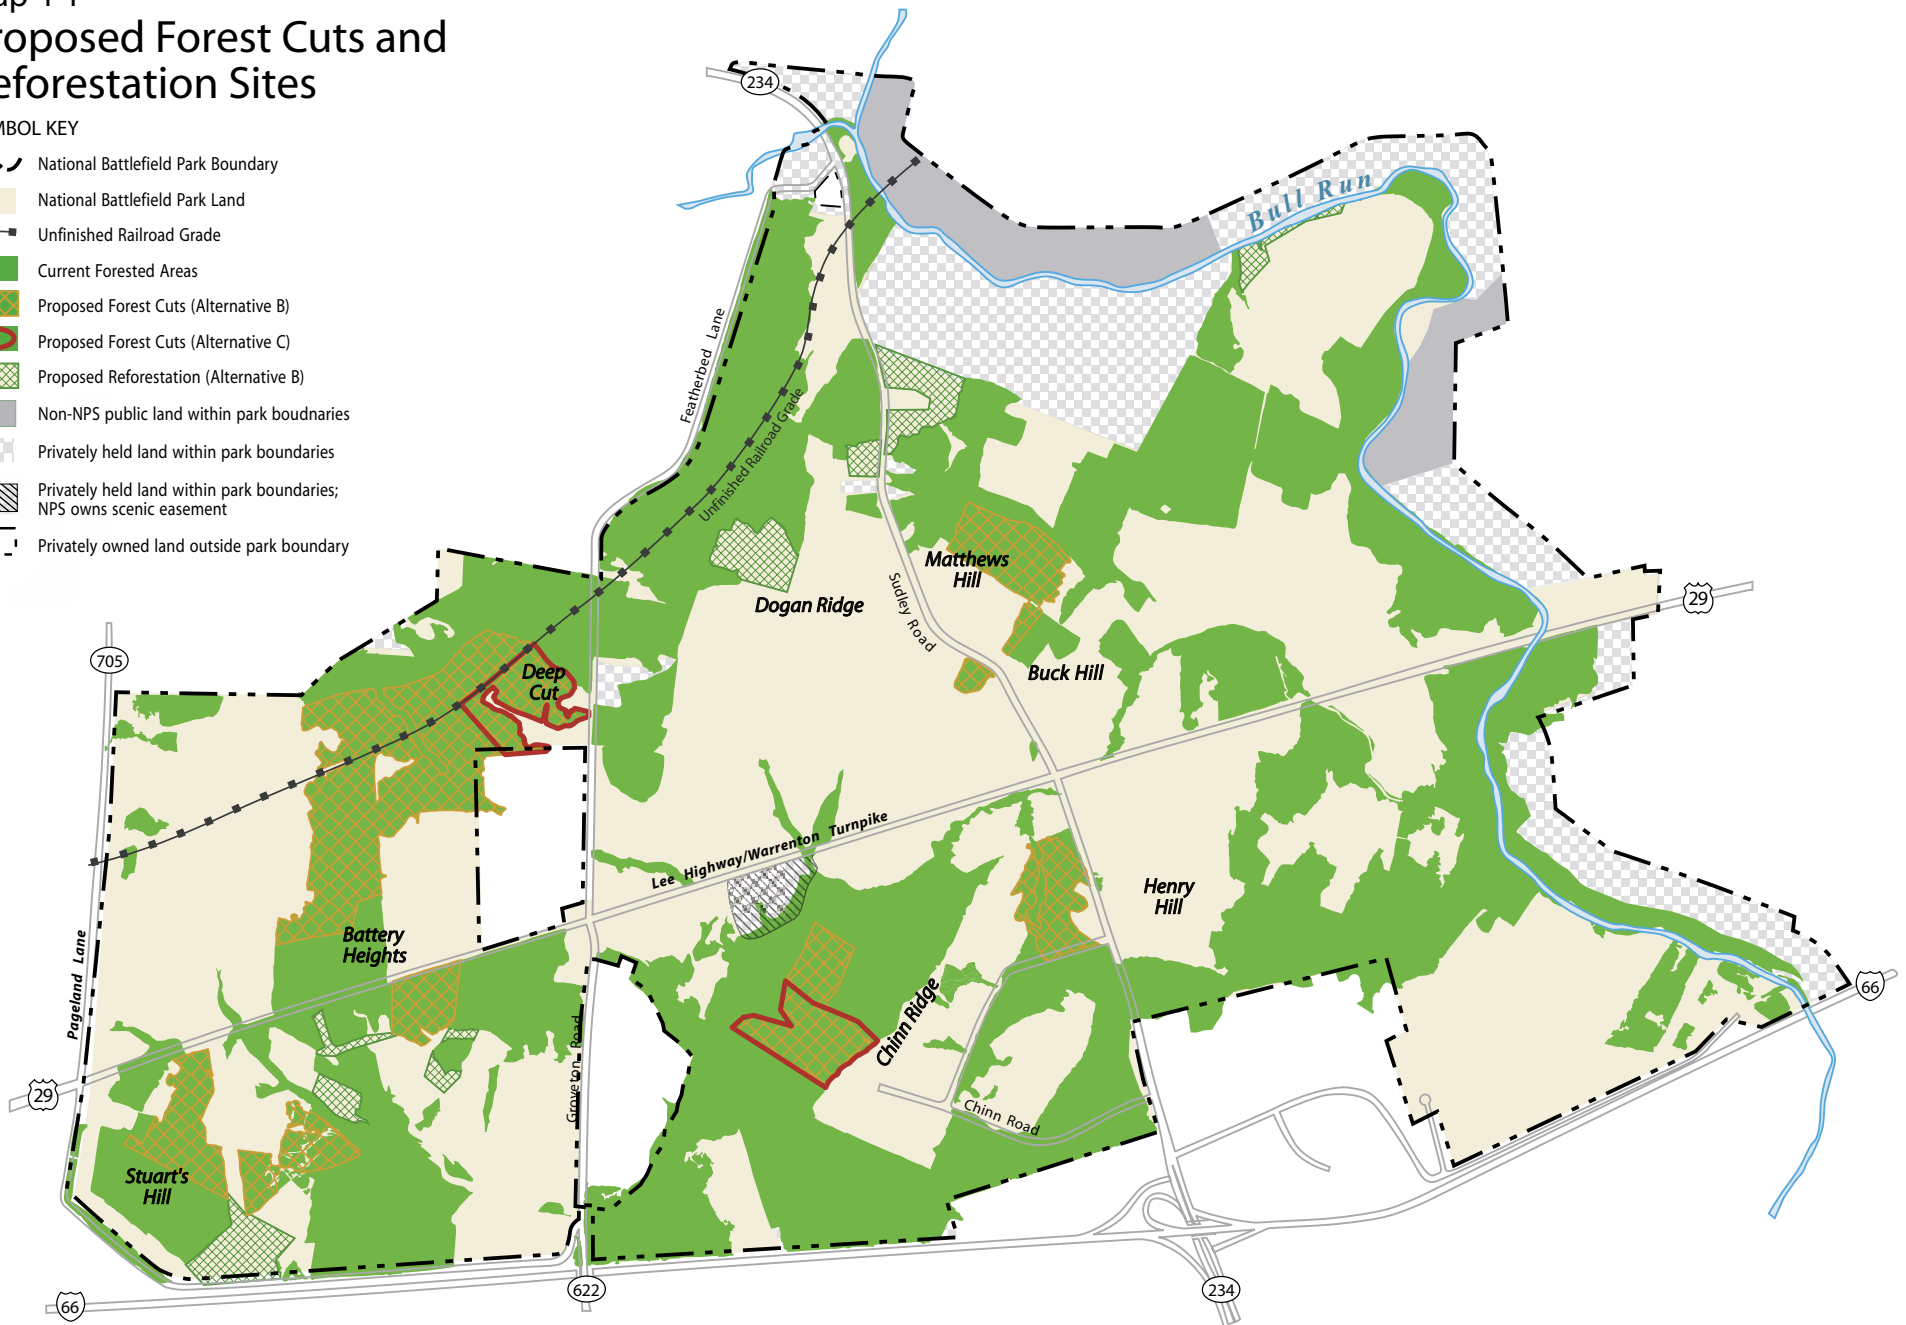 roposed Forest Cuts and
eforestation Sites
MBOL KEY
National Battlefield Park Boundary
National Battlefield Park Land
Unfinished Railroad Grade
Current Forested Areas
Proposed Forest Cuts (Alternative B)
Proposed Forest Cuts (Alternative C)
Proposed Reforestation (Alternative B)
Non-NPS public land within park boudnaries
Privately held land within park boundaries
Privately held land within park boundaries;
NPS owns scenic easement
Privately owned land outside park boundary
234
Bull Run
Featherbed Lane
Unfinished Railroad Grade
Matthews
Hill
Dogan Ridge
Sudley Road
29
705
Deep
Cut
Buck Hill
Lee Highway/Warrenton Turnpike
Henry
Hill
Battery
Heights
Pageland Lane
Chinn Ridge
66
Groveton Road
29
Chinn Road
Stuart's
Hill
622
234
66